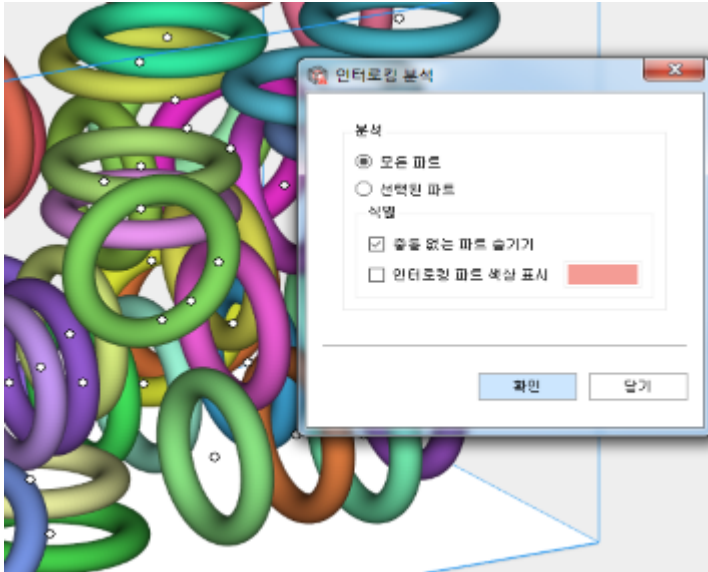 인터로킹 분석
분석
모든 파트
선택된 파트
식별
충돌 없는 파트 숨기기
인터로킹 파트 색상 표시
확인
닫기